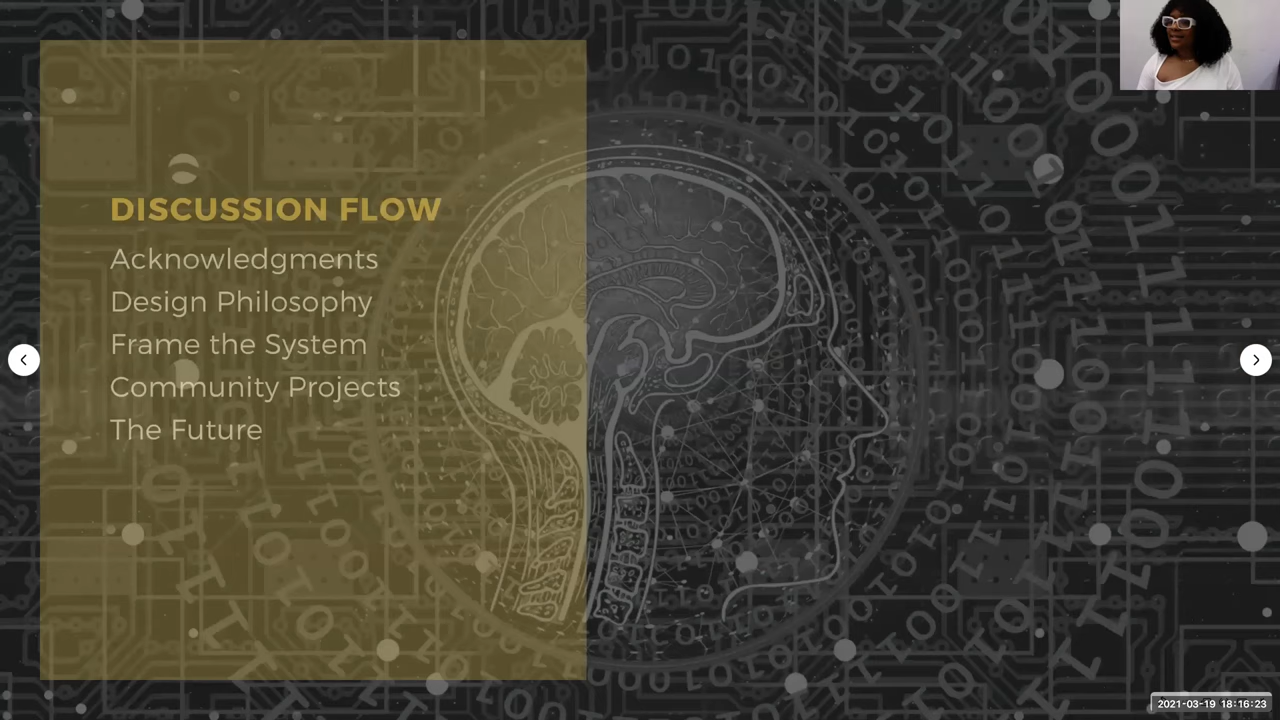 DISCUSSION FLOW
Acknowledgments
Design Philosophy
Frame the System
Community Projects
The Future
2021-03-19 18:16:23